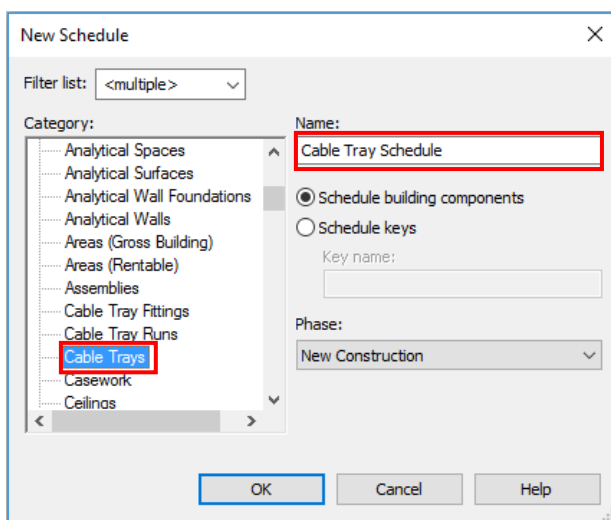 New Schedule
Filter list: <multiple>
Category:
Analytical Spaces
Analytical Surfaces
Analytical Wall Foundations
Analytical Walls
Areas (Gross Building)
Areas (Rentable)
Assemblies
Cable Tray Fittings
Cable Tray Runs
Cable Trays
Casework
Ceilings
Name:
Cable Tray Schedule
Schedule building components
Schedule keys
Key name:
Phase:
New Construction
OK Cancel Help